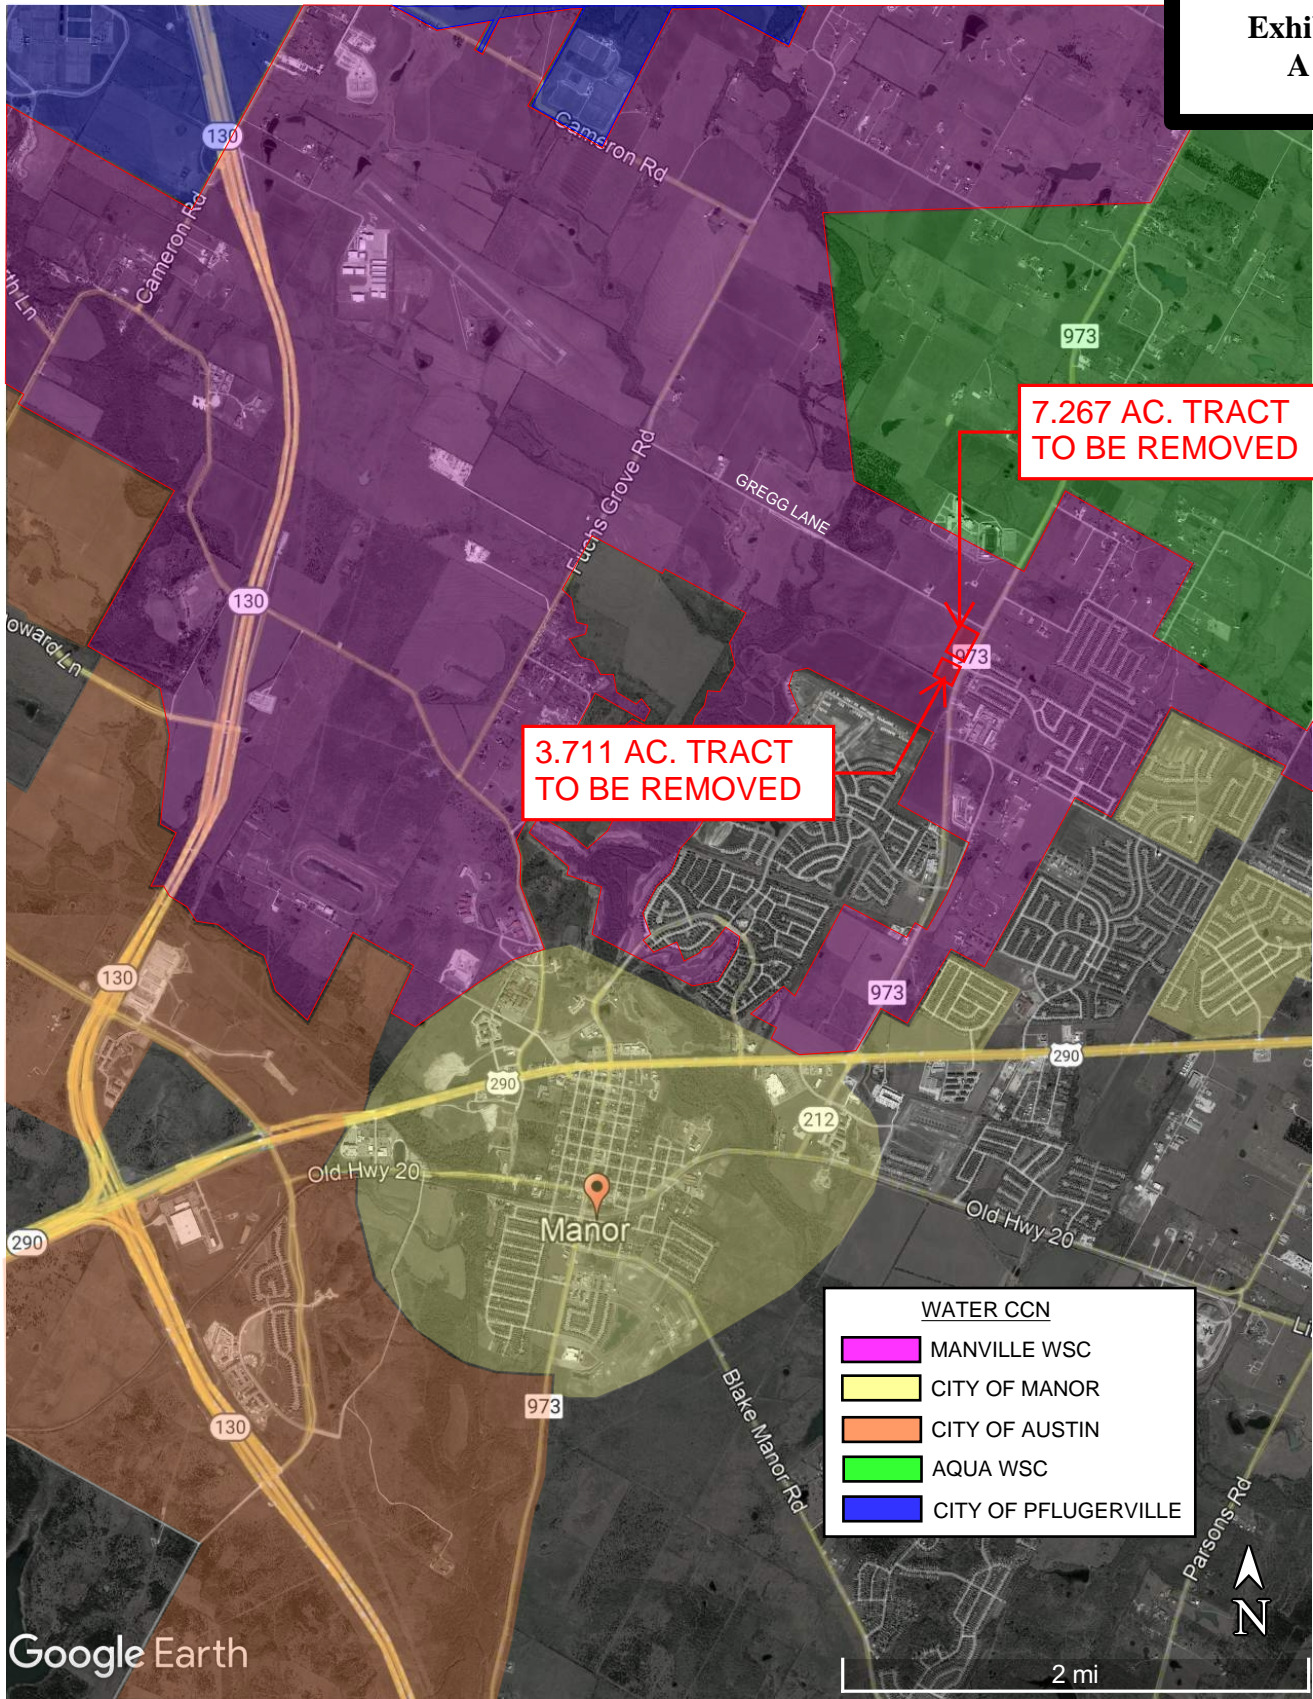 Exhi
A
130
Cameron Rd
Cameron Rd
973
7.267 AC. TRACT
TO BE REMOVED
Fuchs Grove Rd
GREGG LANE
130
973
3.711 AC. TRACT
TO BE REMOVED
130
973
290
290
212
Old Hwy 20
Manor
Old Hwy 20
290
WATER CCN
MANVILLE WSC
CITY OF MANOR
CITY OF AUSTIN
AQUA WSC
CITY OF PFLUGERVILLE
973
Blake Manor Rd
130
Parsons Rd
N
Google Earth
2 mi